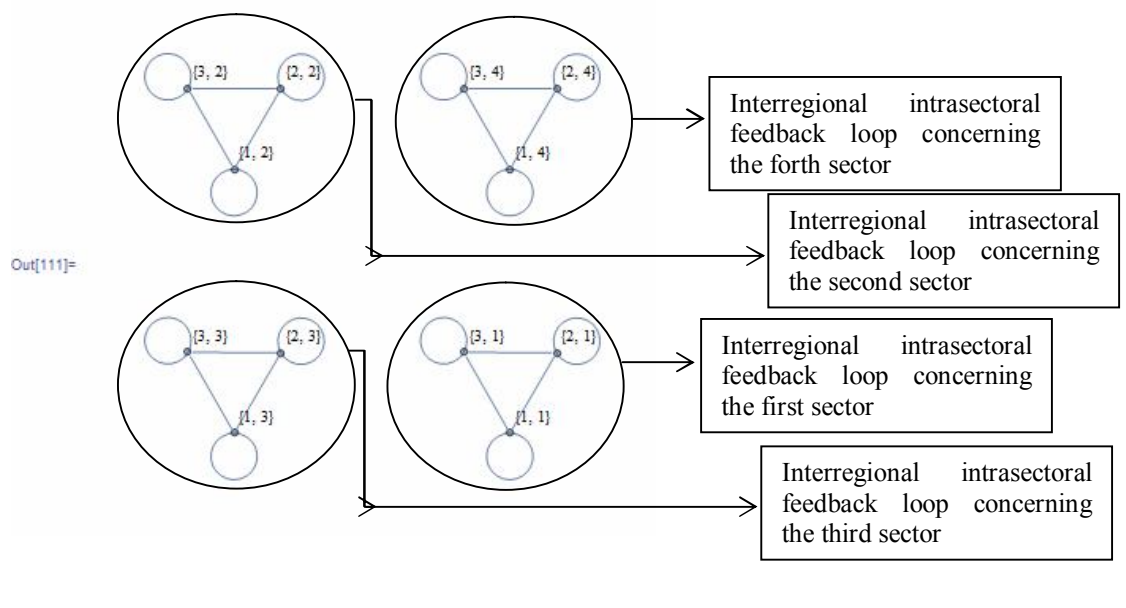 {3, 2} {2, 2}
{1, 2}
{3, 4} {2, 4}
{1, 4}
Interregional intrasectoral
feedback loop concerning
the forth sector
Interregional intrasectoral
feedback loop concerning
the second sector
Out[111]=
{3, 3} {2, 3}
{1, 3}
{3, 1} {2, 1}
{1, 1}
Interregional intrasectoral
feedback loop concerning
the first sector
Interregional intrasectoral
feedback loop concerning
the third sector